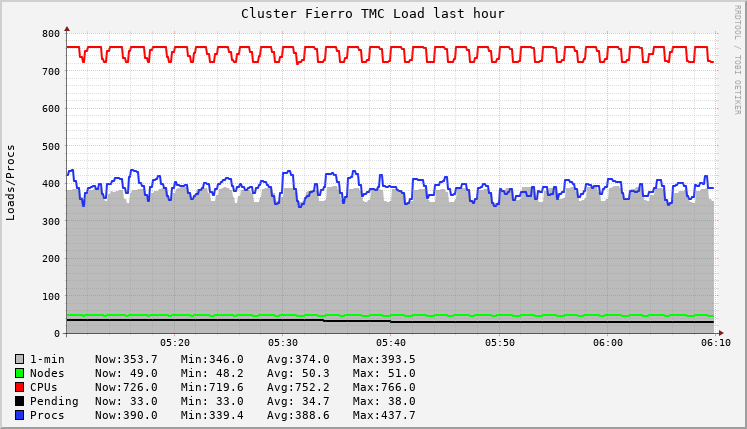 Cluster Fierro TMC Load last hour
RRDTOOL / TOBI OETIKER
Loads/Procs
800
700
600
500
400
300
200
100
0
05:20 05:30 05:40 05:50 06:00 06:10
1-min Now:353.7 Min:346.0 Avg:374.0 Max:393.5
Nodes Now: 49.0 Min: 48.2 Avg: 50.3 Max: 51.0
CPUs Now:726.0 Min:719.6 Avg:752.2 Max:766.0
Pending Now: 33.0 Min: 33.0 Avg: 34.7 Max: 38.0
Procs Now:390.0 Min:339.4 Avg:388.6 Max:437.7